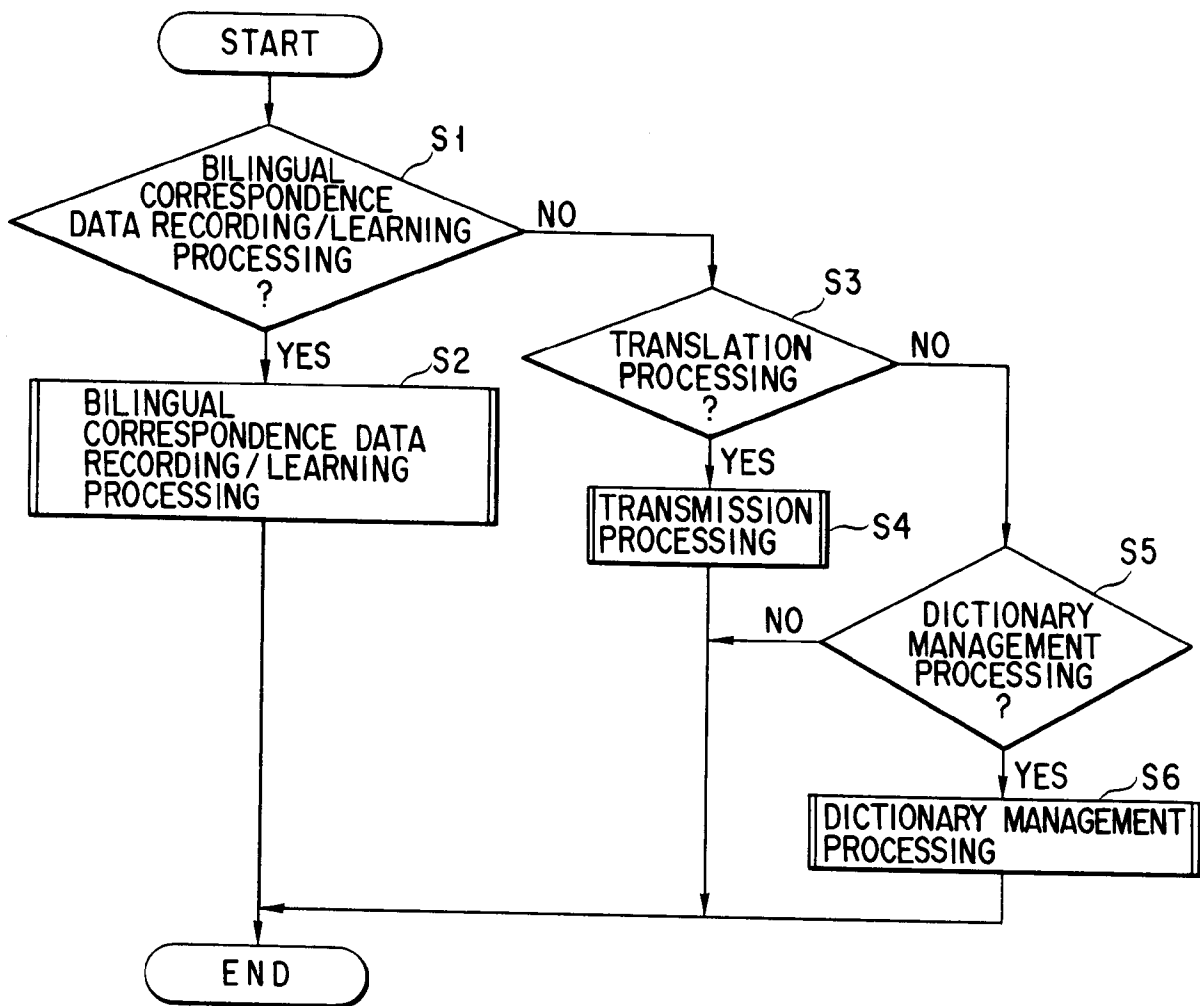 START
S1
BILINGUAL
CORRESPONDENCE
DATA RECORDING/LEARNING
PROCESSING
?
NO
YES
S2
BILINGUAL
CORRESPONDENCE DATA
RECORDING/LEARNING
PROCESSING
S3
TRANSLATION
PROCESSING
?
NO
YES
TRANSMISSION
PROCESSING
S4
S5
DICTIONARY
MANAGEMENT
PROCESSING
?
NO
YES
S6
DICTIONARY MANAGEMENT
PROCESSING
END